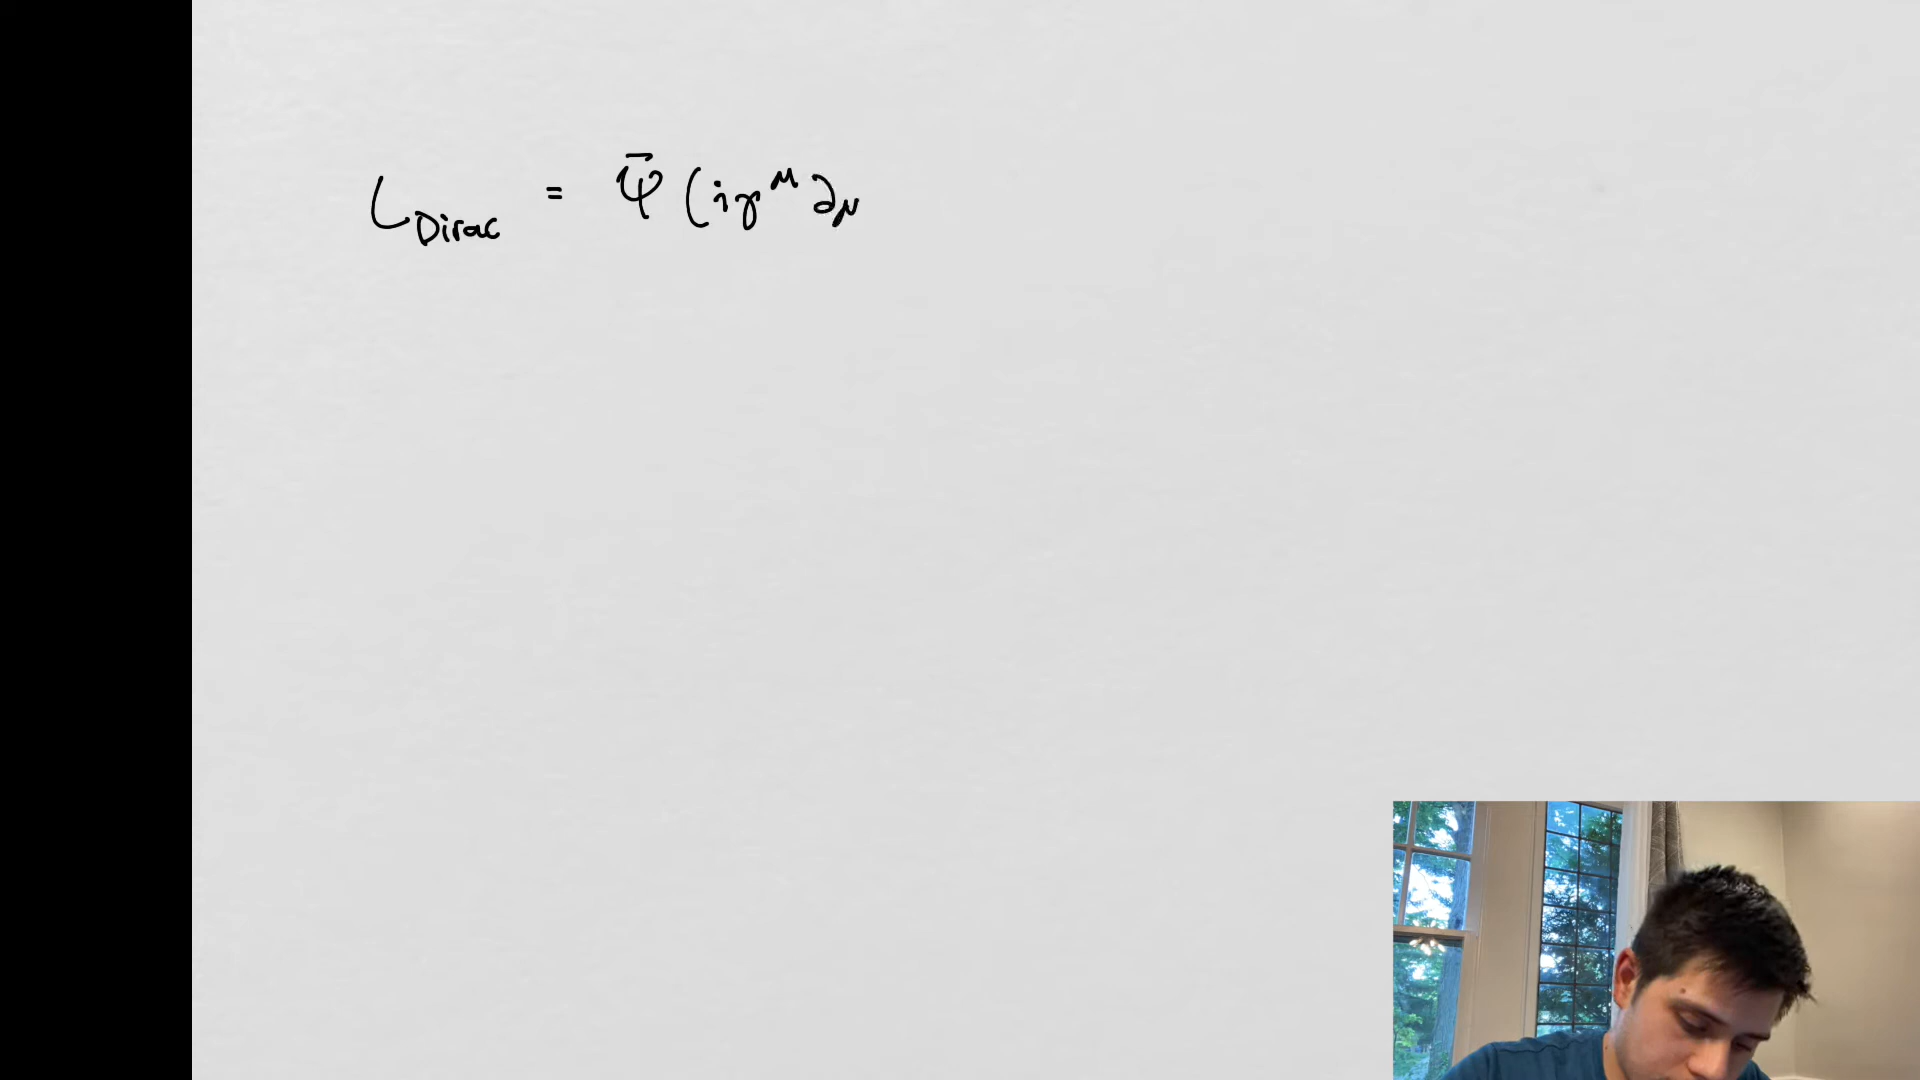 L_Dirac = ψ̄ (iγ^μ ∂_μ